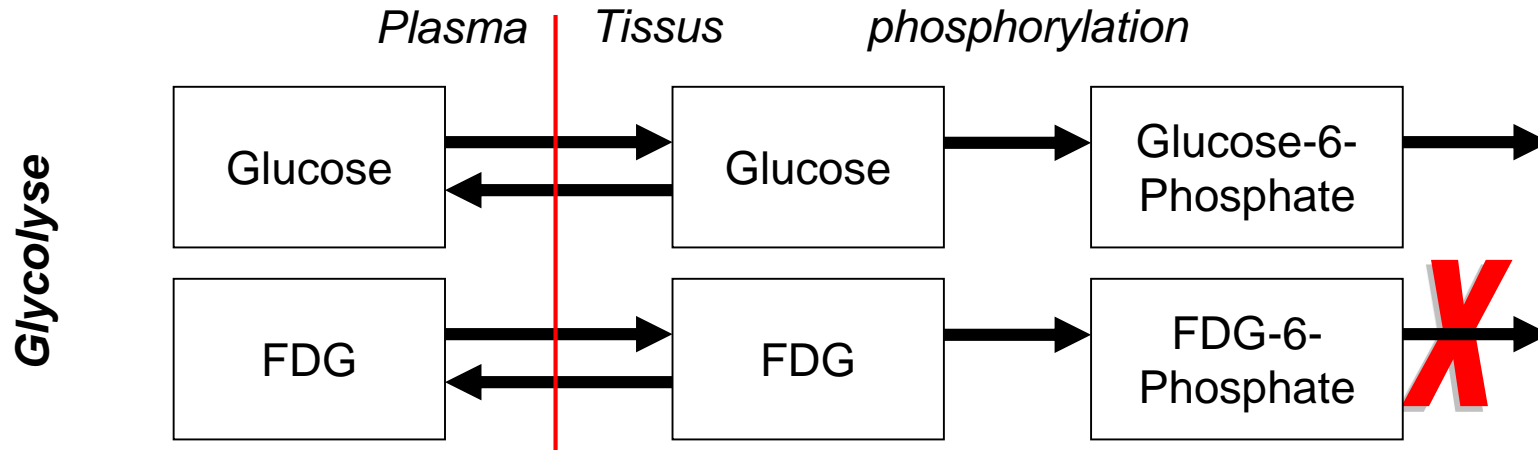 Plasma Tissus phosphorylation
Glycolyse
Glucose Glucose Glucose-6-
Phosphate
FDG FDG FDG-6-
Phosphate
X